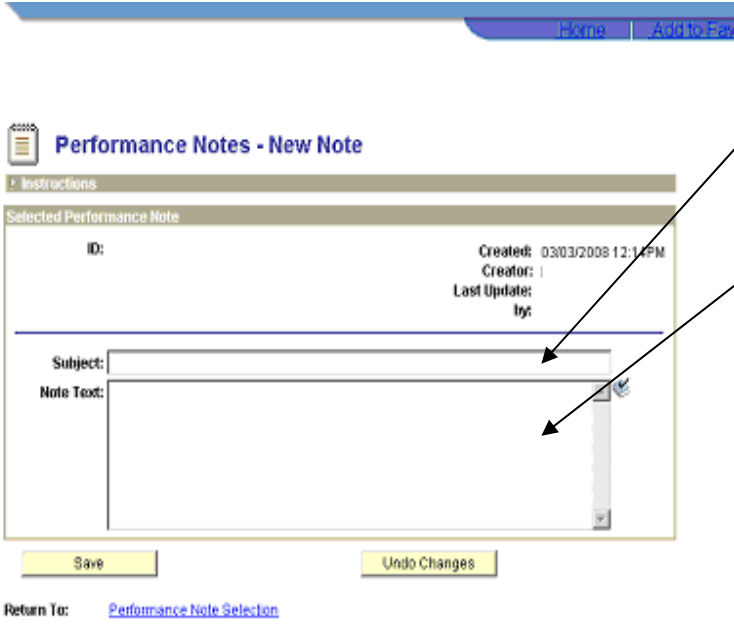 Home Add to Fav
Performance Notes - New Note
Instructions
Selected Performance Note
ID:
Created: 03/03/2008 12:14PM
Creator:
Last Update:
by:
Subject:
Note Text:
Save Undo Changes
Return To: Performance Note Selection